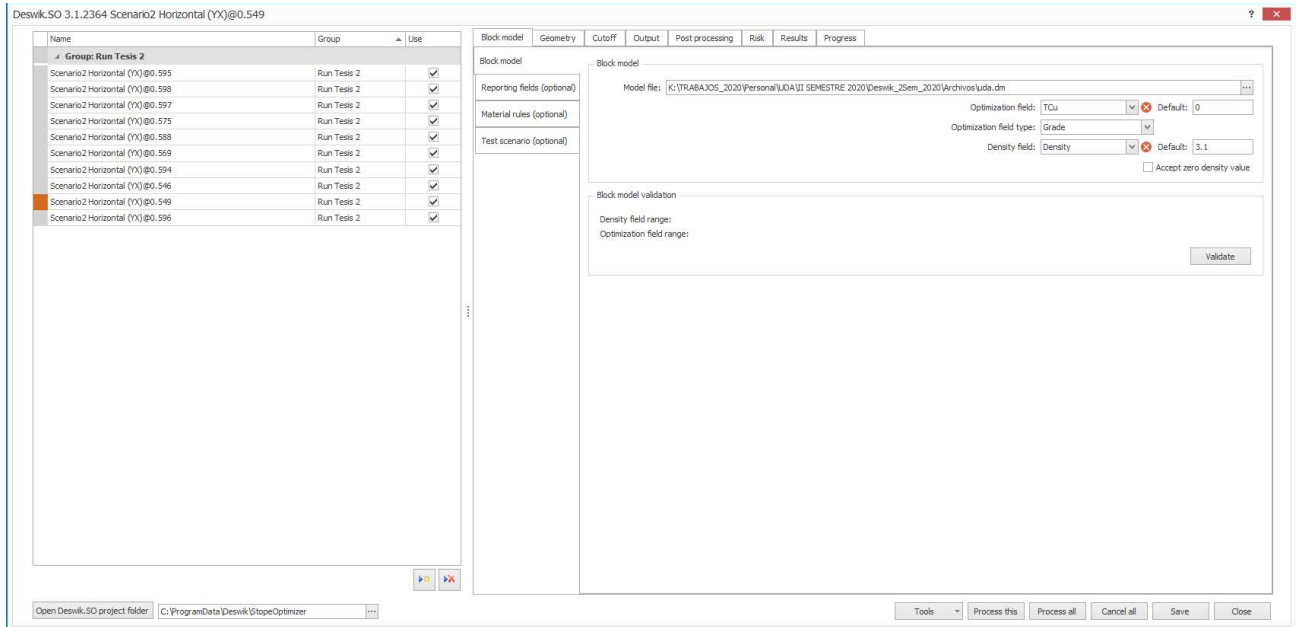 Deswik.SO 3.1.2364 Scenario2 Horizontal (YX)@0.549
?
Name Group Use
Group: Run Tesis 2
Scenario2 Horizontal (YX)@0.595 Run Tesis 2
Scenario2 Horizontal (YX)@0.598 Run Tesis 2
Scenario2 Horizontal (YX)@0.597 Run Tesis 2
Scenario2 Horizontal (YX)@0.575 Run Tesis 2
Scenario2 Horizontal (YX)@0.588 Run Tesis 2
Scenario2 Horizontal (YX)@0.569 Run Tesis 2
Scenario2 Horizontal (YX)@0.594 Run Tesis 2
Scenario2 Horizontal (YX)@0.546 Run Tesis 2
Scenario2 Horizontal (YX)@0.549 Run Tesis 2
Scenario2 Horizontal (YX)@0.596 Run Tesis 2
Block model Geometry Cutoff Output Post processing Risk Results Progress
Block model
Reporting fields (optional)
Material rules (optional)
Test scenario (optional)
Block model
Model file: K:\TRABAJOS_2020\Personal\UDA\II SEMESTRE 2020\Deswik_2Sem_2020\Archivos\uda.dm ...
Optimization field: TCu Default: 0
Optimization field type: Grade
Density field: Density Default: 3.1
Accept zero density value
Block model validation
Density field range:
Optimization field range:
Validate
Open Deswik.SO project folder C:\ProgramData\Deswik\StopeOptimizer ...
Tools Process this Process all Cancel all Save Close